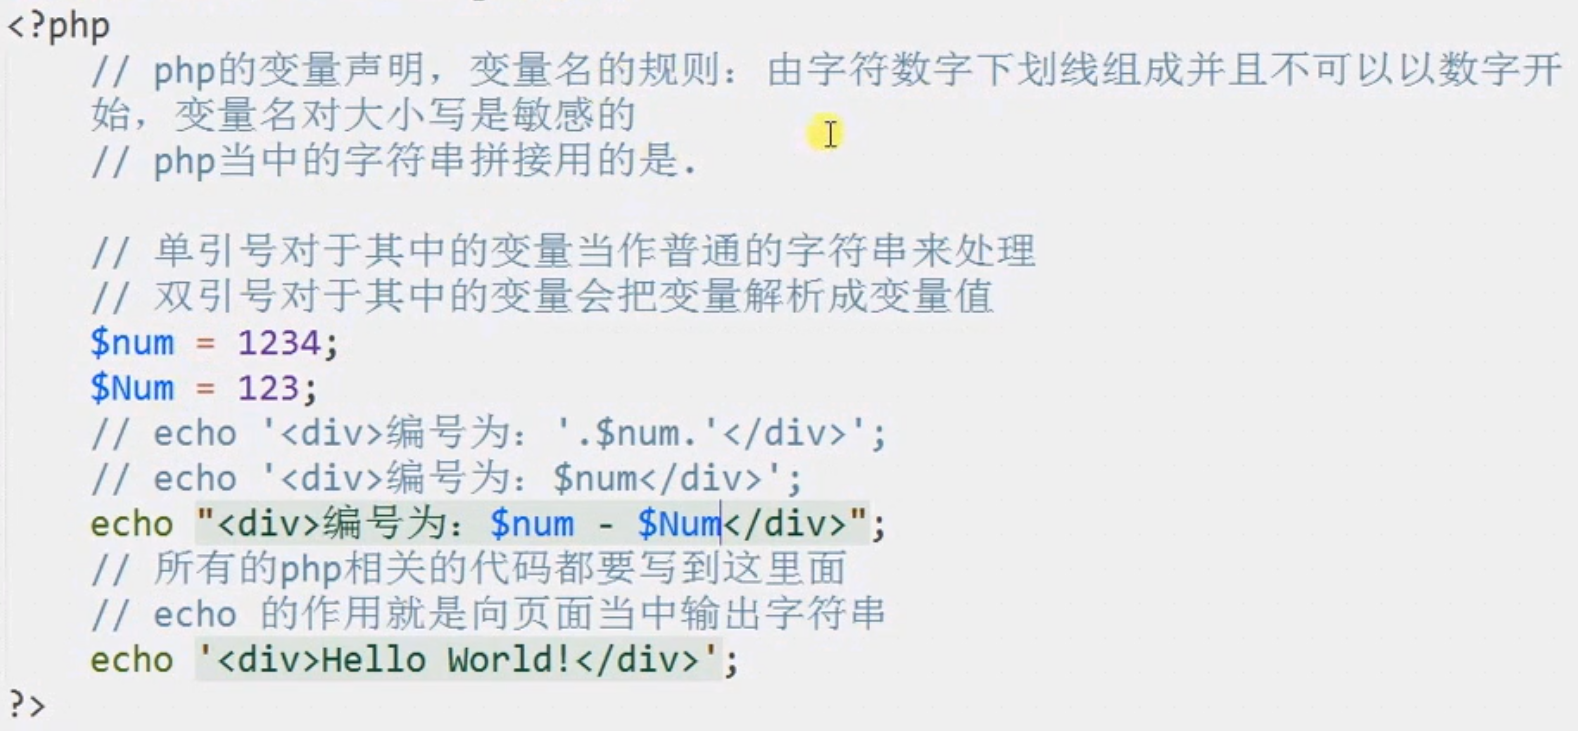 <?php
// php的变量声明，变量名的规则：由字符数字下划线组成并且不可以以数字开
始，变量名对大小写是敏感的
// php当中的字符串拼接用的是.
// 单引号对于其中的变量当作普通的字符串来处理
// 双引号对于其中的变量会把变量解析成变量值
$num = 1234;
$Num = 123;
// echo '<div>编号为：'.$num.'</div>';
// echo '<div>编号为：$num</div>';
echo "<div>编号为：$num - $Num</div>";
// 所有的php相关的代码都要写到这里面
// echo 的作用就是向页面当中输出字符串
echo '<div>Hello World!</div>';
?>